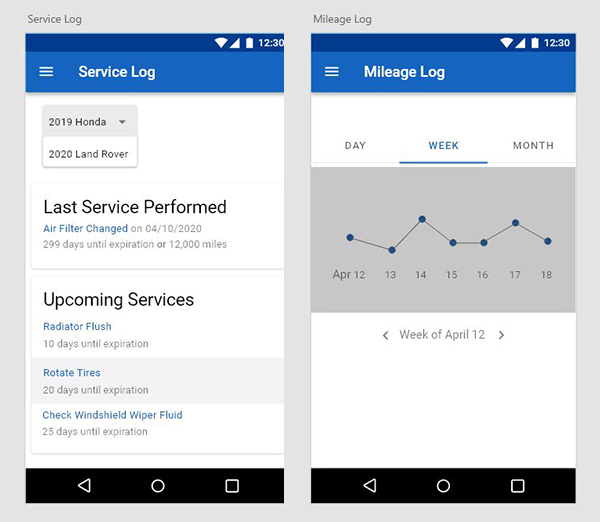 Service Log
12:30
Service Log
2019 Honda
2020 Land Rover
Last Service Performed
Air Filter Changed on 04/10/2020
299 days until expiration or 12,000 miles
Upcoming Services
Radiator Flush
10 days until expiration
Rotate Tires
20 days until expiration
Check Windshield Wiper Fluid
25 days until expiration
Mileage Log
12:30
Mileage Log
DAY WEEK MONTH
Apr 12 13 14 15 16 17 18
Week of April 12